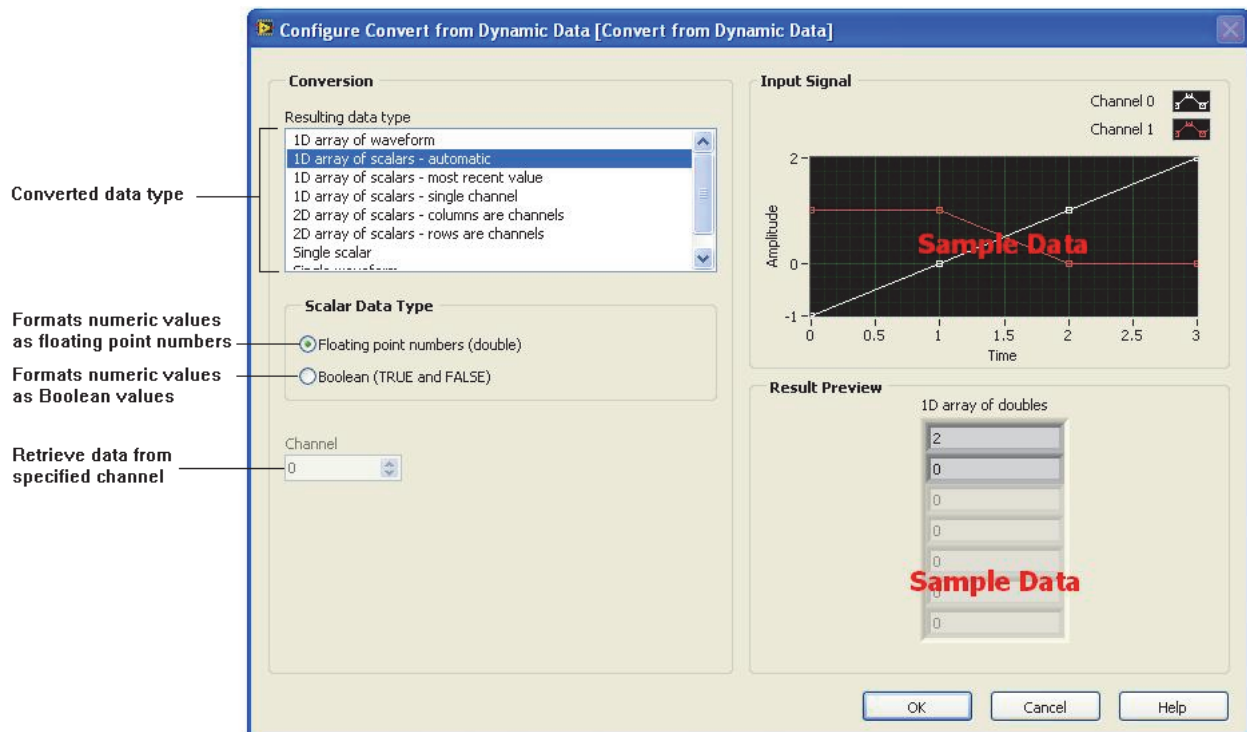 Configure Convert from Dynamic Data [Convert from Dynamic Data]
Conversion
Resulting data type
1D array of waveform
1D array of scalars - automatic
1D array of scalars - most recent value
1D array of scalars - single channel
2D array of scalars - columns are channels
2D array of scalars - rows are channels
Single scalar
Single waveform
Converted data type
Scalar Data Type
Floating point numbers (double)
Boolean (TRUE and FALSE)
Formats numeric values
as floating point numbers
Formats numeric values
as Boolean values
Channel
0
Retrieve data from
specified channel
Input Signal
Channel 0
Channel 1
Amplitude
2
0
-1
Sample Data
0 0.5 1 1.5 2 2.5 3
Time
Result Preview
1D array of doubles
2
0
0
0
0
Sample Data
0
0
OK Cancel Help